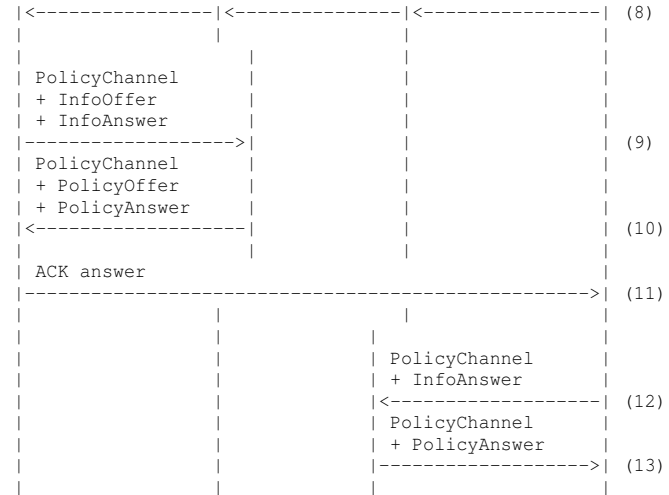 |<----------------|<---------------|<----------------| (8)
|                  |                |                 |
|                     |             |                 |
| PolicyChannel       |             |                 |
| + InfoOffer         |             |                 |
| + InfoAnswer        |             |                 |
|-------------------->|             |                 | (9)
| PolicyChannel       |             |                 |
| + PolicyOffer       |             |                 |
| + PolicyAnswer      |             |                 |
|<--------------------|             |                 | (10)
|                     |             |                 |
| ACK answer                                          |
|---------------------------------------------------->| (11)
|                  |                |                 |
|                  |             |                    |
|                  |             | PolicyChannel      |
|                  |             | + InfoAnswer       |
|                  |             |<-------------------| (12)
|                  |             | PolicyChannel      |
|                  |             | + PolicyAnswer     |
|                  |             |------------------->| (13)
|                  |             |                    |